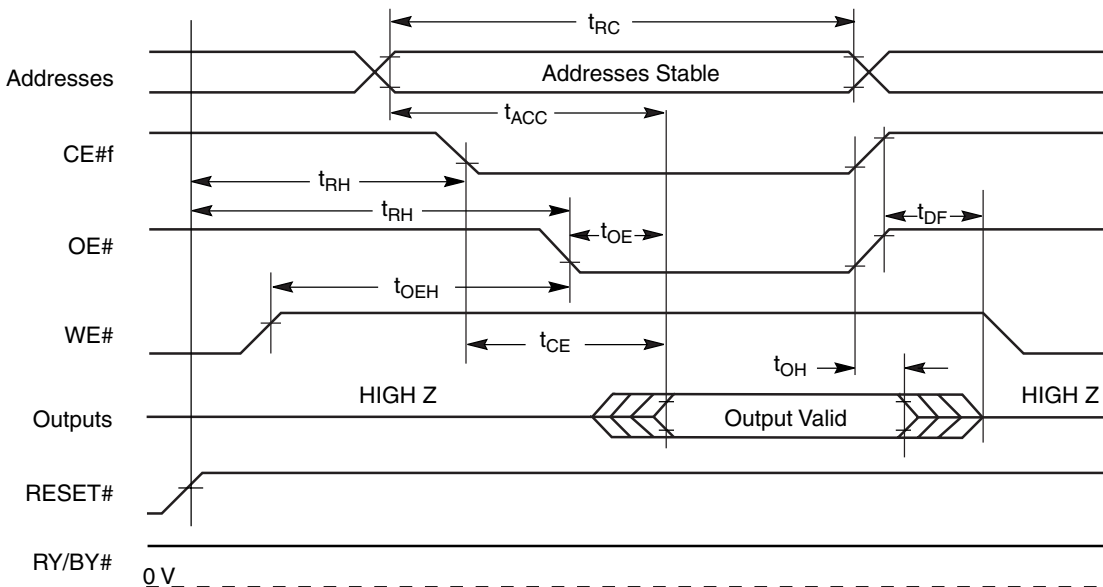 tRC
Addresses
Addresses Stable
tACC
CE#f
tRH
tRH
tDF
OE#
tOE
tOEH
WE#
tCE
tOH
HIGH Z
HIGH Z
Outputs
Output Valid
RESET#
RY/BY#
0 V